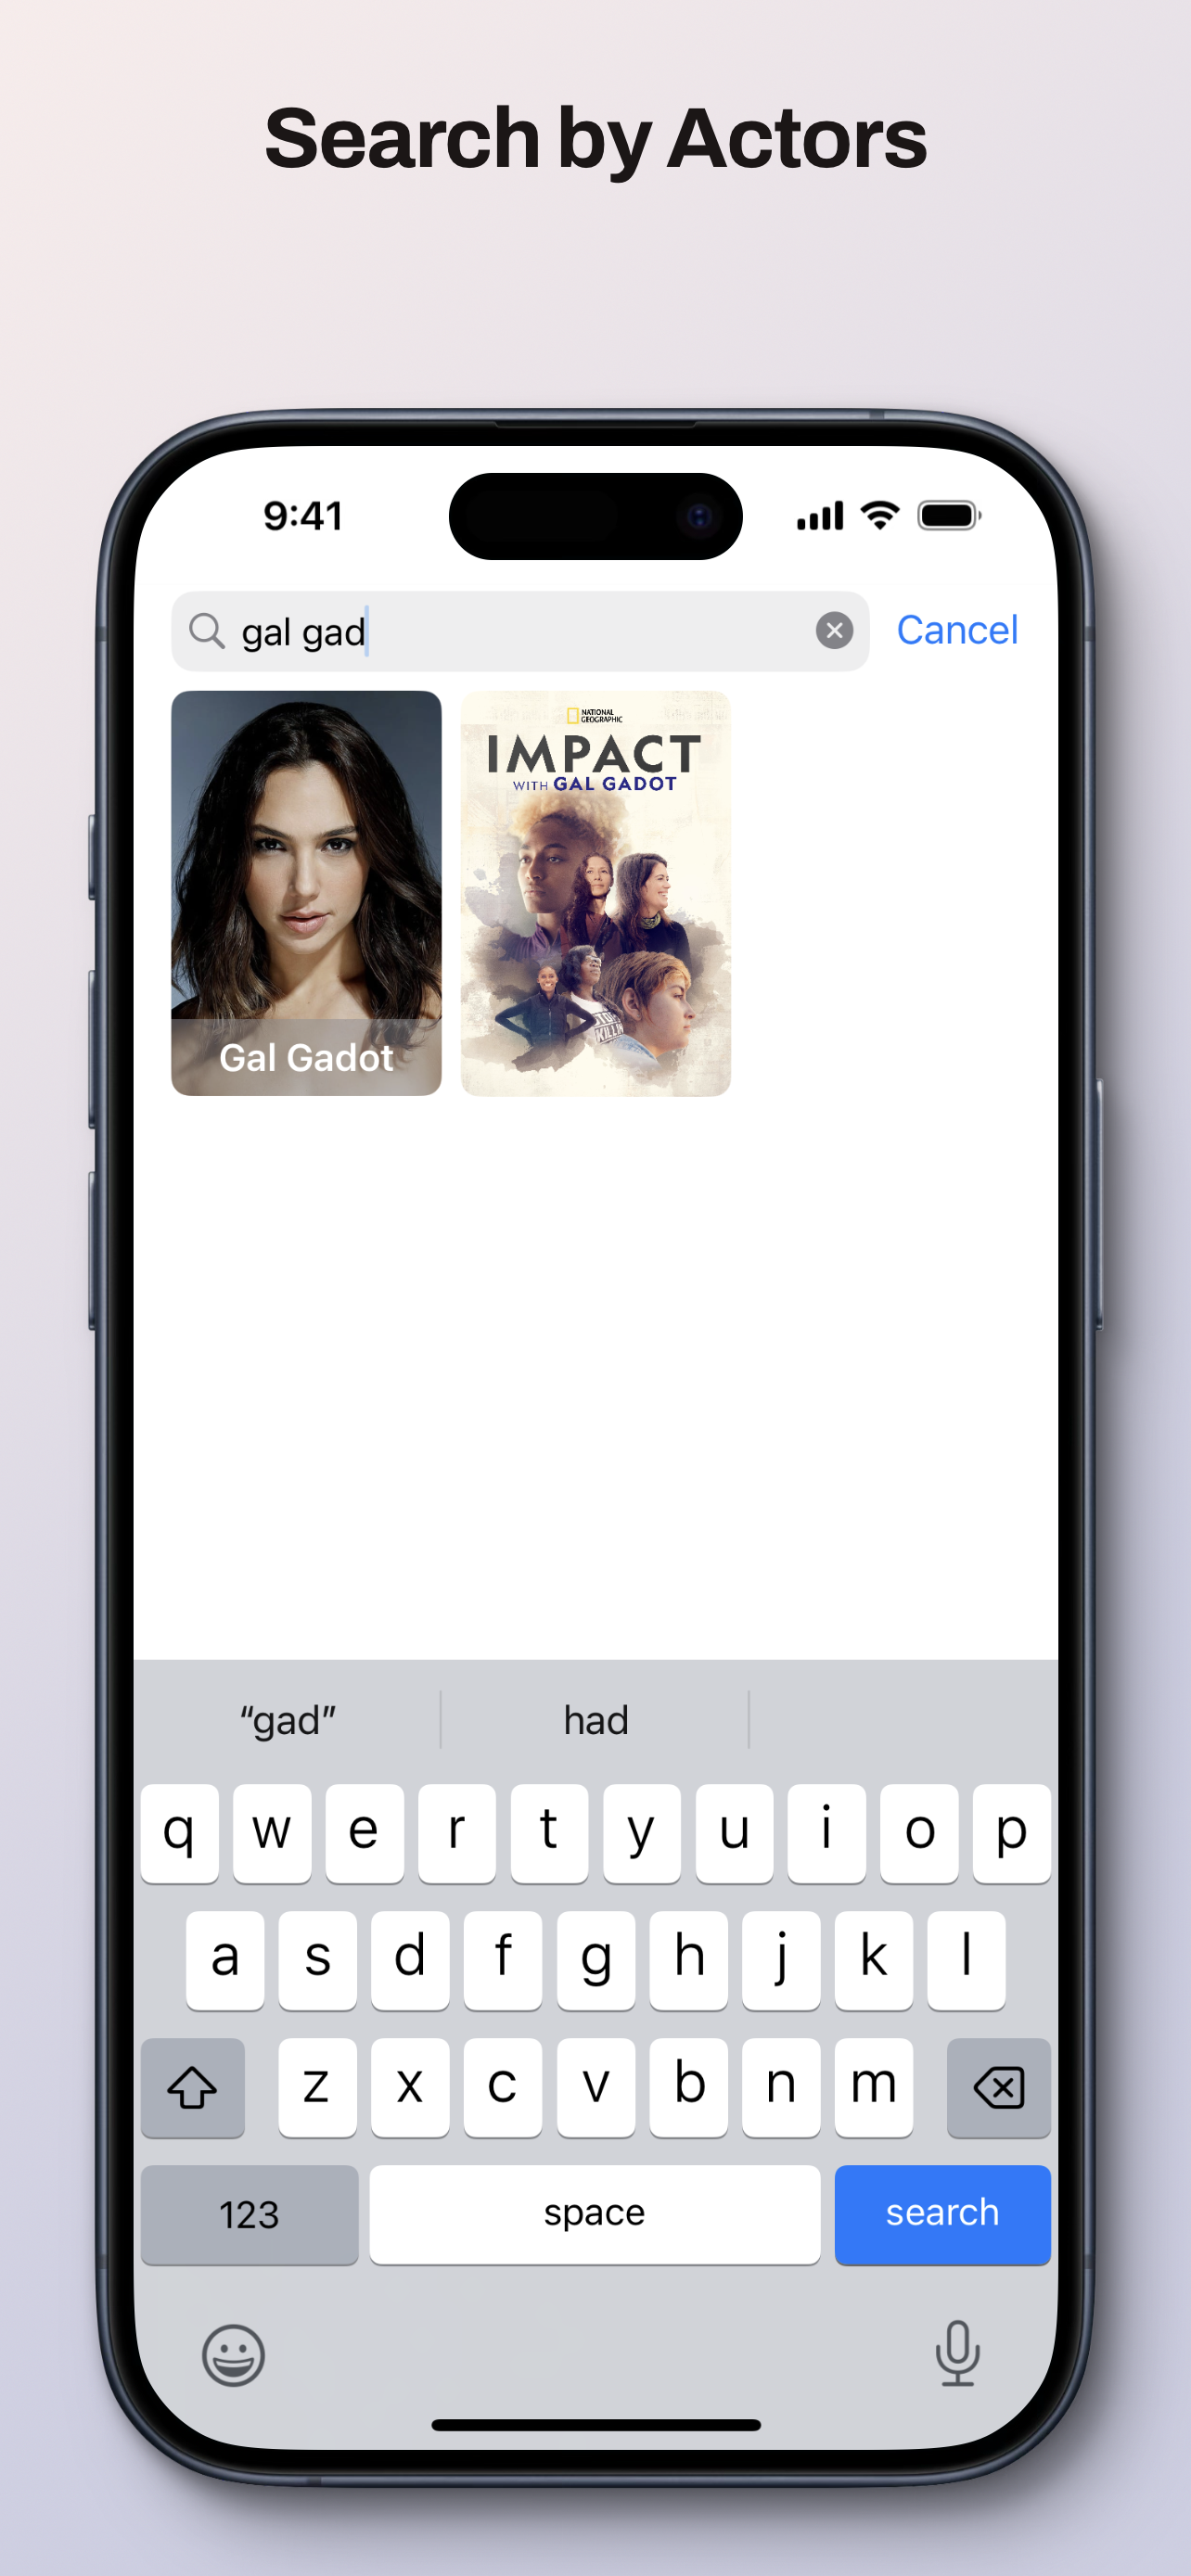 Search by Actors
9:41
gal gad
Cancel
NATIONAL
GEOGRAPHIC
IMPACT
WITH GAL GADOT
Gal Gadot
“gad”
had
q w e r t y u i o p
a s d f g h j k l
z x c v b n m
123
space
search